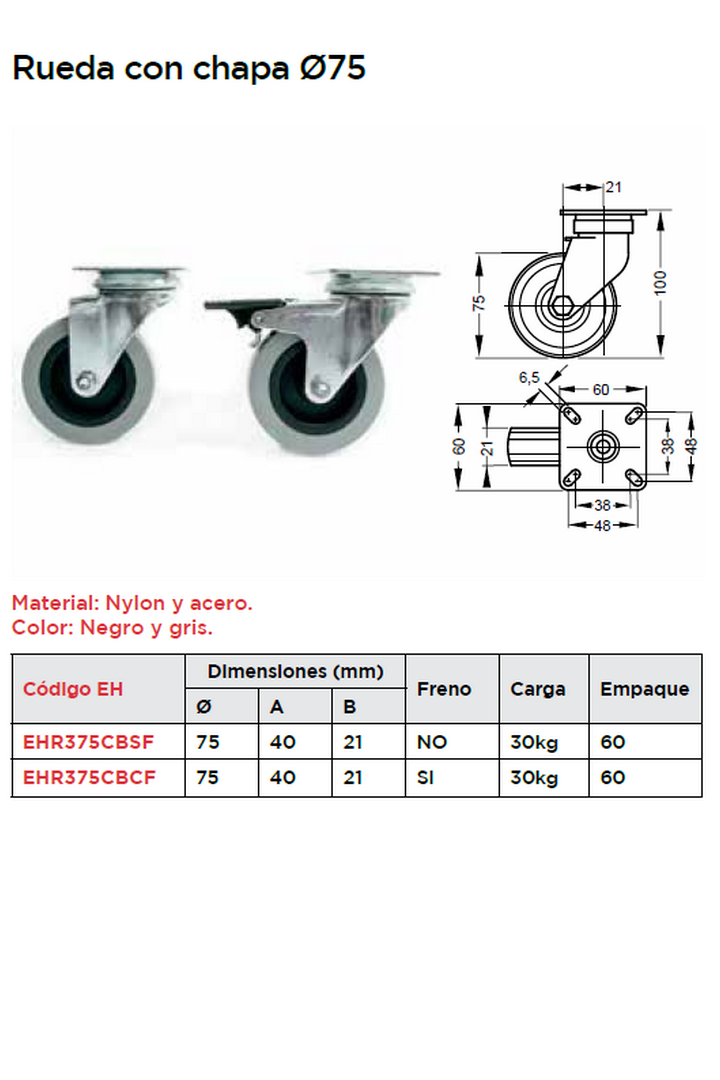 Rueda con chapa Ø75
21
75
100
6,5
60
60
21
38
48
38
48
Material: Nylon y acero.
Color: Negro y gris.
Código EH Dimensiones (mm) Freno Carga Empaque
Ø A B
EHR375CBSF 75 40 21 NO 30kg 60
EHR375CBCF 75 40 21 SI 30kg 60